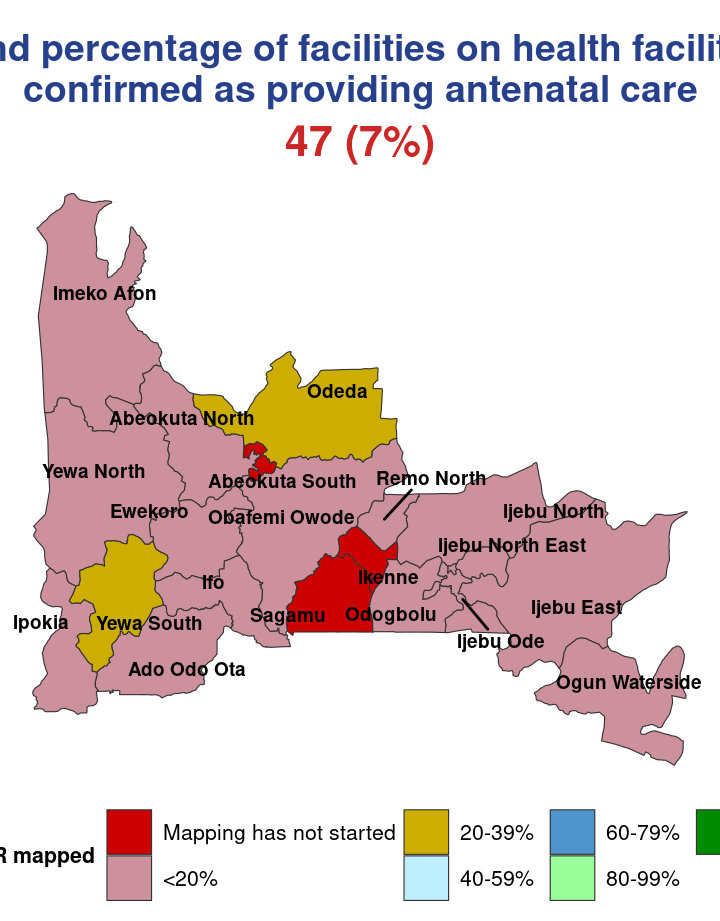 nd percentage of facilities on health facilit
confirmed as providing antenatal care
47 (7%)
Imeko Afon
Odeda
Abeokuta North
Yewa North
Abeokuta South
Remo North
Ewekoro
Obafemi Owode
Ijebu North
Ijebu North East
Ifo
Ikenne
Ipokia
Yewa South
Sagamu
Odogbolu
Ijebu East
Ijebu Ode
Ado Odo Ota
Ogun Waterside
R mapped
Mapping has not started
<20%
20-39%
40-59%
60-79%
80-99%